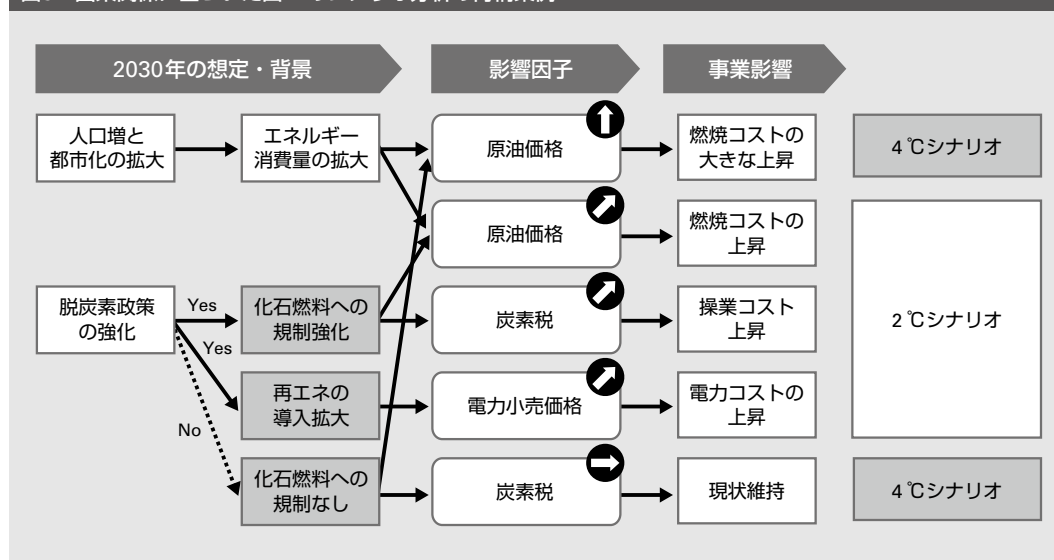 2030年の想定・背景
影響因子
事業影響
人口増と
都市化の拡大
エネルギー
消費量の拡大
原油価格
燃焼コストの
大きな上昇
4℃シナリオ
原油価格
燃焼コストの
上昇
脱炭素政策
の強化
Yes
Yes
No
化石燃料への
規制強化
炭素税
操業コスト
上昇
2℃シナリオ
再エネの
導入拡大
電力小売価格
電力コストの
上昇
化石燃料への
規制なし
炭素税
現状維持
4℃シナリオ